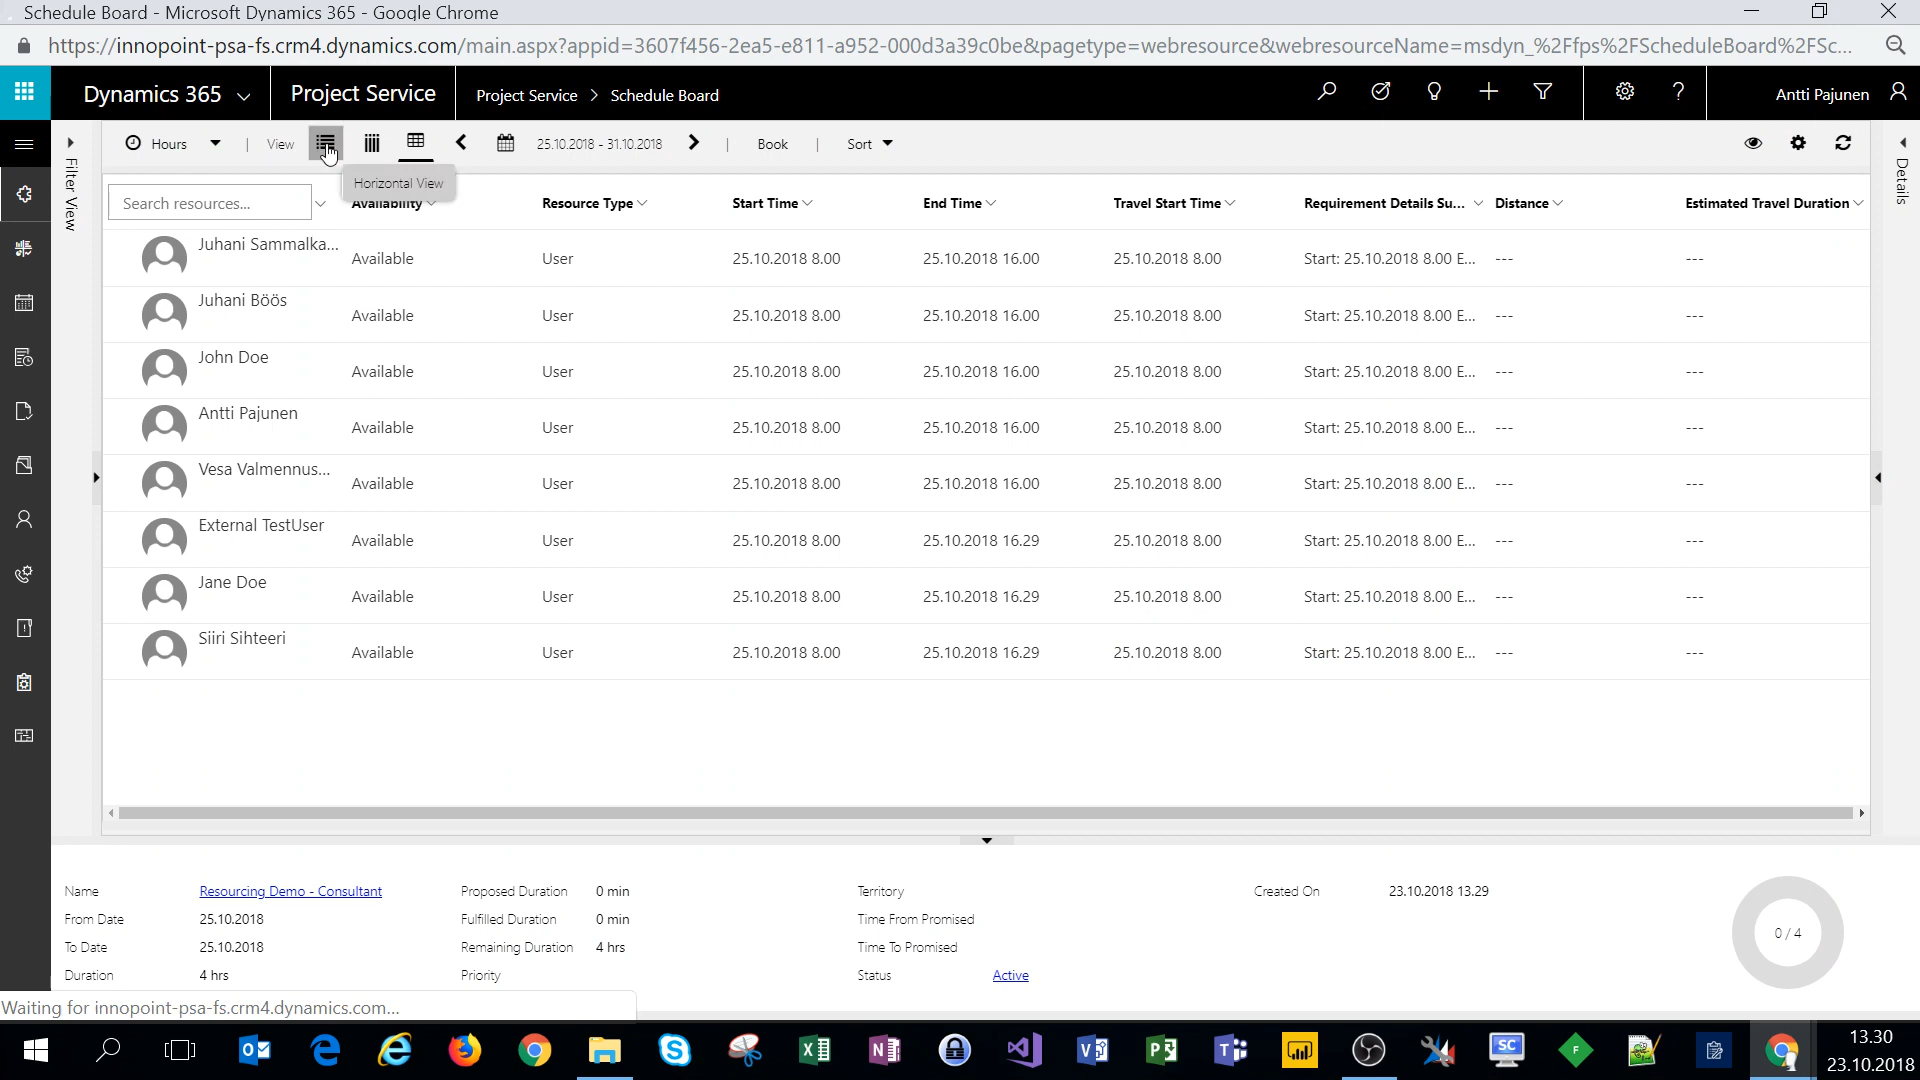 Schedule Board - Microsoft Dynamics 365 - Google Chrome
https://innopoint-psa-fs.crm4.dynamics.com/main.aspx?appid=3607f456-2ea5-e811-a952-000d3a39c0be&pagetype=webresource&webresourceName=msdyn_%2Ffps%2FScheduleBoard%2FSc...
Dynamics 365 Project Service Project Service > Schedule Board Antti Pajunen
Hours | View 25.10.2018 - 31.10.2018 | Book | Sort
Filter View
Details
Horizontal View
Search resources... Availability Resource Type Start Time End Time Travel Start Time Requirement Details Su... Distance Estimated Travel Duration
Juhani Sammalka... Available User 25.10.2018 8.00 25.10.2018 16.00 25.10.2018 8.00 Start: 25.10.2018 8.00 E... --- ---
Juhani Böös Available User 25.10.2018 8.00 25.10.2018 16.00 25.10.2018 8.00 Start: 25.10.2018 8.00 E... --- ---
John Doe Available User 25.10.2018 8.00 25.10.2018 16.00 25.10.2018 8.00 Start: 25.10.2018 8.00 E... --- ---
Antti Pajunen Available User 25.10.2018 8.00 25.10.2018 16.00 25.10.2018 8.00 Start: 25.10.2018 8.00 E... --- ---
Vesa Valmennus... Available User 25.10.2018 8.00 25.10.2018 16.00 25.10.2018 8.00 Start: 25.10.2018 8.00 E... --- ---
External TestUser Available User 25.10.2018 8.00 25.10.2018 16.29 25.10.2018 8.00 Start: 25.10.2018 8.00 E... --- ---
Jane Doe Available User 25.10.2018 8.00 25.10.2018 16.29 25.10.2018 8.00 Start: 25.10.2018 8.00 E... --- ---
Siiri Sihteeri Available User 25.10.2018 8.00 25.10.2018 16.29 25.10.2018 8.00 Start: 25.10.2018 8.00 E... --- ---
Name Resourcing Demo - Consultant Proposed Duration 0 min Territory Created On 23.10.2018 13.29
From Date 25.10.2018 Fulfilled Duration 0 min Time From Promised
0 / 4
To Date 25.10.2018 Remaining Duration 4 hrs Time To Promised
Duration 4 hrs Priority Status Active
Waiting for innopoint-psa-fs.crm4.dynamics.com...
13.30
23.10.2018